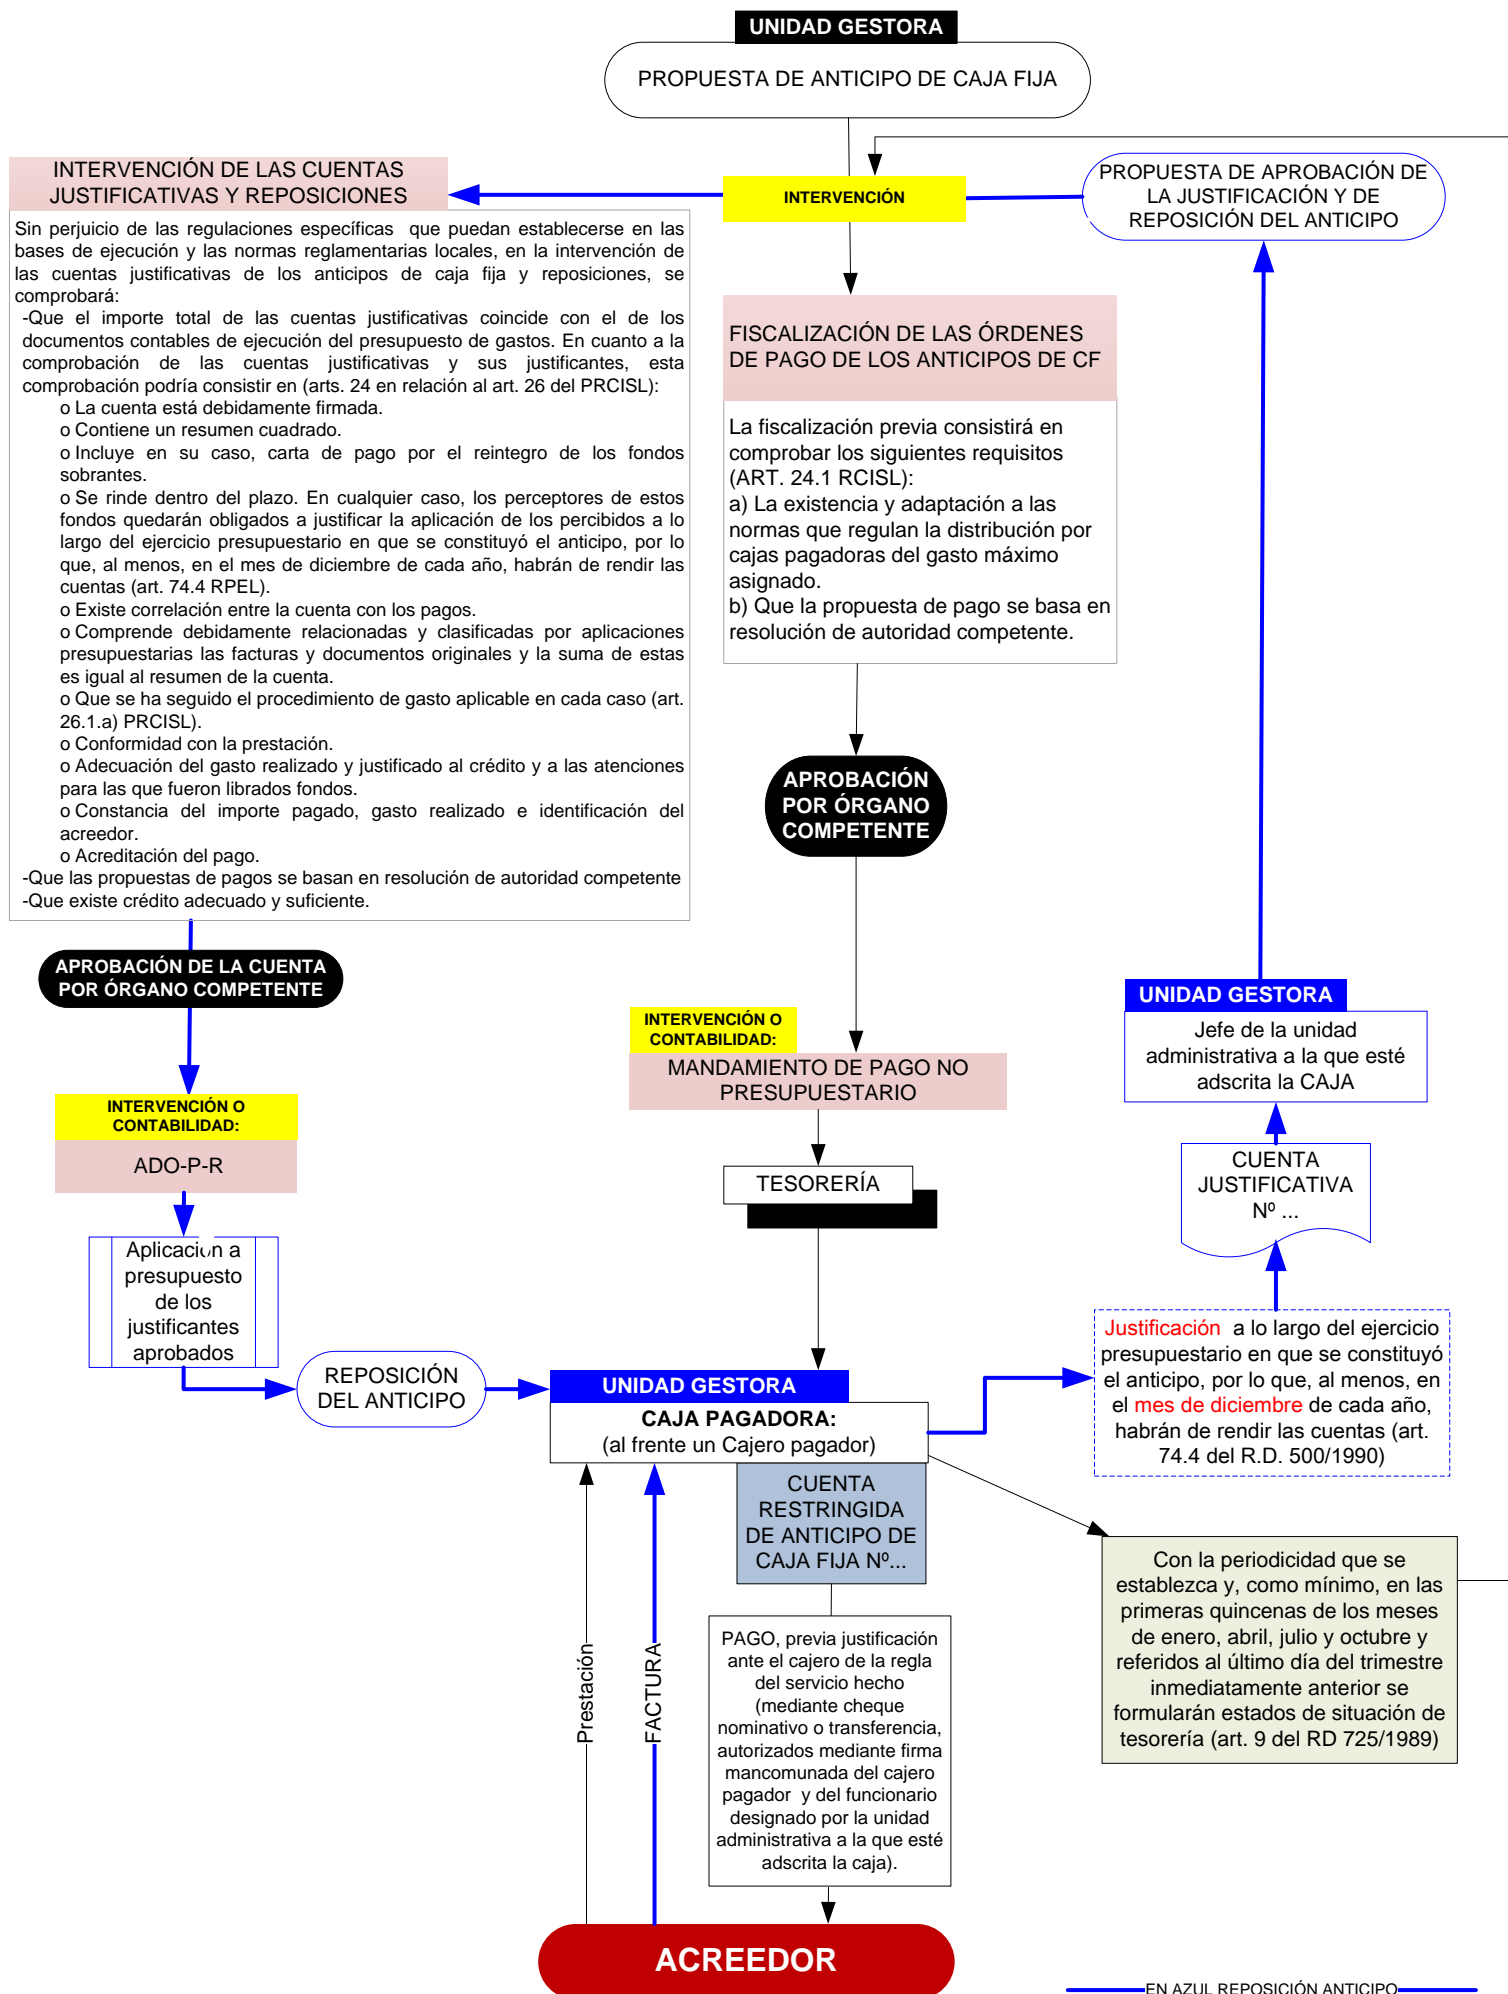 UNIDAD GESTORA
PROPUESTA DE ANTICIPO DE CAJA FIJA
INTERVENCIÓN DE LAS CUENTAS
JUSTIFICATIVAS Y REPOSICIONES
INTERVENCIÓN
PROPUESTA DE APROBACIÓN DE
LA JUSTIFICACIÓN Y DE
REPOSICIÓN DEL ANTICIPO
Sin perjuicio de las regulaciones específicas que puedan establecerse en las
bases de ejecución y las normas reglamentarias locales, en la intervención de
las cuentas justificativas de los anticipos de caja fija y reposiciones, se
comprobará:
-Que el importe total de las cuentas justificativas coincide con el de los
documentos contables de ejecución del presupuesto de gastos. En cuanto a la
comprobación de las cuentas justificativas y sus justificantes, esta
comprobación podría consistir en (arts. 24 en relación al art. 26 del PRCISL):
o La cuenta está debidamente firmada.
o Contiene un resumen cuadrado.
o Incluye en su caso, carta de pago por el reintegro de los fondos
sobrantes.
o Se rinde dentro del plazo. En cualquier caso, los perceptores de estos
fondos quedarán obligados a justificar la aplicación de los percibidos a lo
largo del ejercicio presupuestario en que se constituyó el anticipo, por lo
que, al menos, en el mes de diciembre de cada año, habrán de rendir las
cuentas (art. 74.4 RPEL).
o Existe correlación entre la cuenta con los pagos.
o Comprende debidamente relacionadas y clasificadas por aplicaciones
presupuestarias las facturas y documentos originales y la suma de estas
es igual al resumen de la cuenta.
o Que se ha seguido el procedimiento de gasto aplicable en cada caso (art.
26.1.a) PRCISL).
o Conformidad con la prestación.
o Adecuación del gasto realizado y justificado al crédito y a las atenciones
para las que fueron librados fondos.
o Constancia del importe pagado, gasto realizado e identificación del
acreedor.
o Acreditación del pago.
-Que las propuestas de pagos se basan en resolución de autoridad competente
-Que existe crédito adecuado y suficiente.
FISCALIZACIÓN DE LAS ÓRDENES
DE PAGO DE LOS ANTICIPOS DE CF
La fiscalización previa consistirá en
comprobar los siguientes requisitos
(ART. 24.1 RCISL):
a) La existencia y adaptación a las
normas que regulan la distribución por
cajas pagadoras del gasto máximo
asignado.
b) Que la propuesta de pago se basa en
resolución de autoridad competente.
APROBACIÓN
POR ÓRGANO
COMPETENTE
APROBACIÓN DE LA CUENTA
POR ÓRGANO COMPETENTE
INTERVENCIÓN O
CONTABILIDAD:
MANDAMIENTO DE PAGO NO
PRESUPUESTARIO
UNIDAD GESTORA
Jefe de la unidad
administrativa a la que esté
adscrita la CAJA
INTERVENCIÓN O
CONTABILIDAD:
ADO-P-R
TESORERÍA
CUENTA
JUSTIFICATIVA
Nº ...
Aplicación a
presupuesto
de los
justificantes
aprobados
REPOSICIÓN
DEL ANTICIPO
UNIDAD GESTORA
CAJA PAGADORA:
(al frente un Cajero pagador)
Justificación a lo largo del ejercicio
presupuestario en que se constituyó
el anticipo, por lo que, al menos, en
el mes de diciembre de cada año,
habrán de rendir las cuentas (art.
74.4 del R.D. 500/1990)
CUENTA
RESTRINGIDA
DE ANTICIPO DE
CAJA FIJA Nº...
Con la periodicidad que se
establezca y, como mínimo, en las
primeras quincenas de los meses
de enero, abril, julio y octubre y
referidos al último día del trimestre
inmediatamente anterior se
formularán estados de situación de
tesorería (art. 9 del RD 725/1989)
Prestación
FACTURA
PAGO, previa justificación
ante el cajero de la regla
del servicio hecho
(mediante cheque
nominativo o transferencia,
autorizados mediante firma
mancomunada del cajero
pagador y del funcionario
designado por la unidad
administrativa a la que esté
adscrita la caja).
ACREEDOR
EN AZUL REPOSICIÓN ANTICIPO